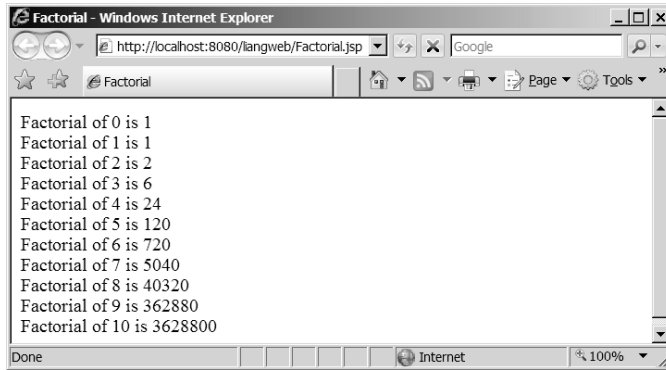 Factorial - Windows Internet Explorer
http://localhost:8080/liangweb/Factorial.jsp
Google
Factorial
Page
Tools
»
Factorial of 0 is 1
Factorial of 1 is 1
Factorial of 2 is 2
Factorial of 3 is 6
Factorial of 4 is 24
Factorial of 5 is 120
Factorial of 6 is 720
Factorial of 7 is 5040
Factorial of 8 is 40320
Factorial of 9 is 362880
Factorial of 10 is 3628800
Done
Internet
100%